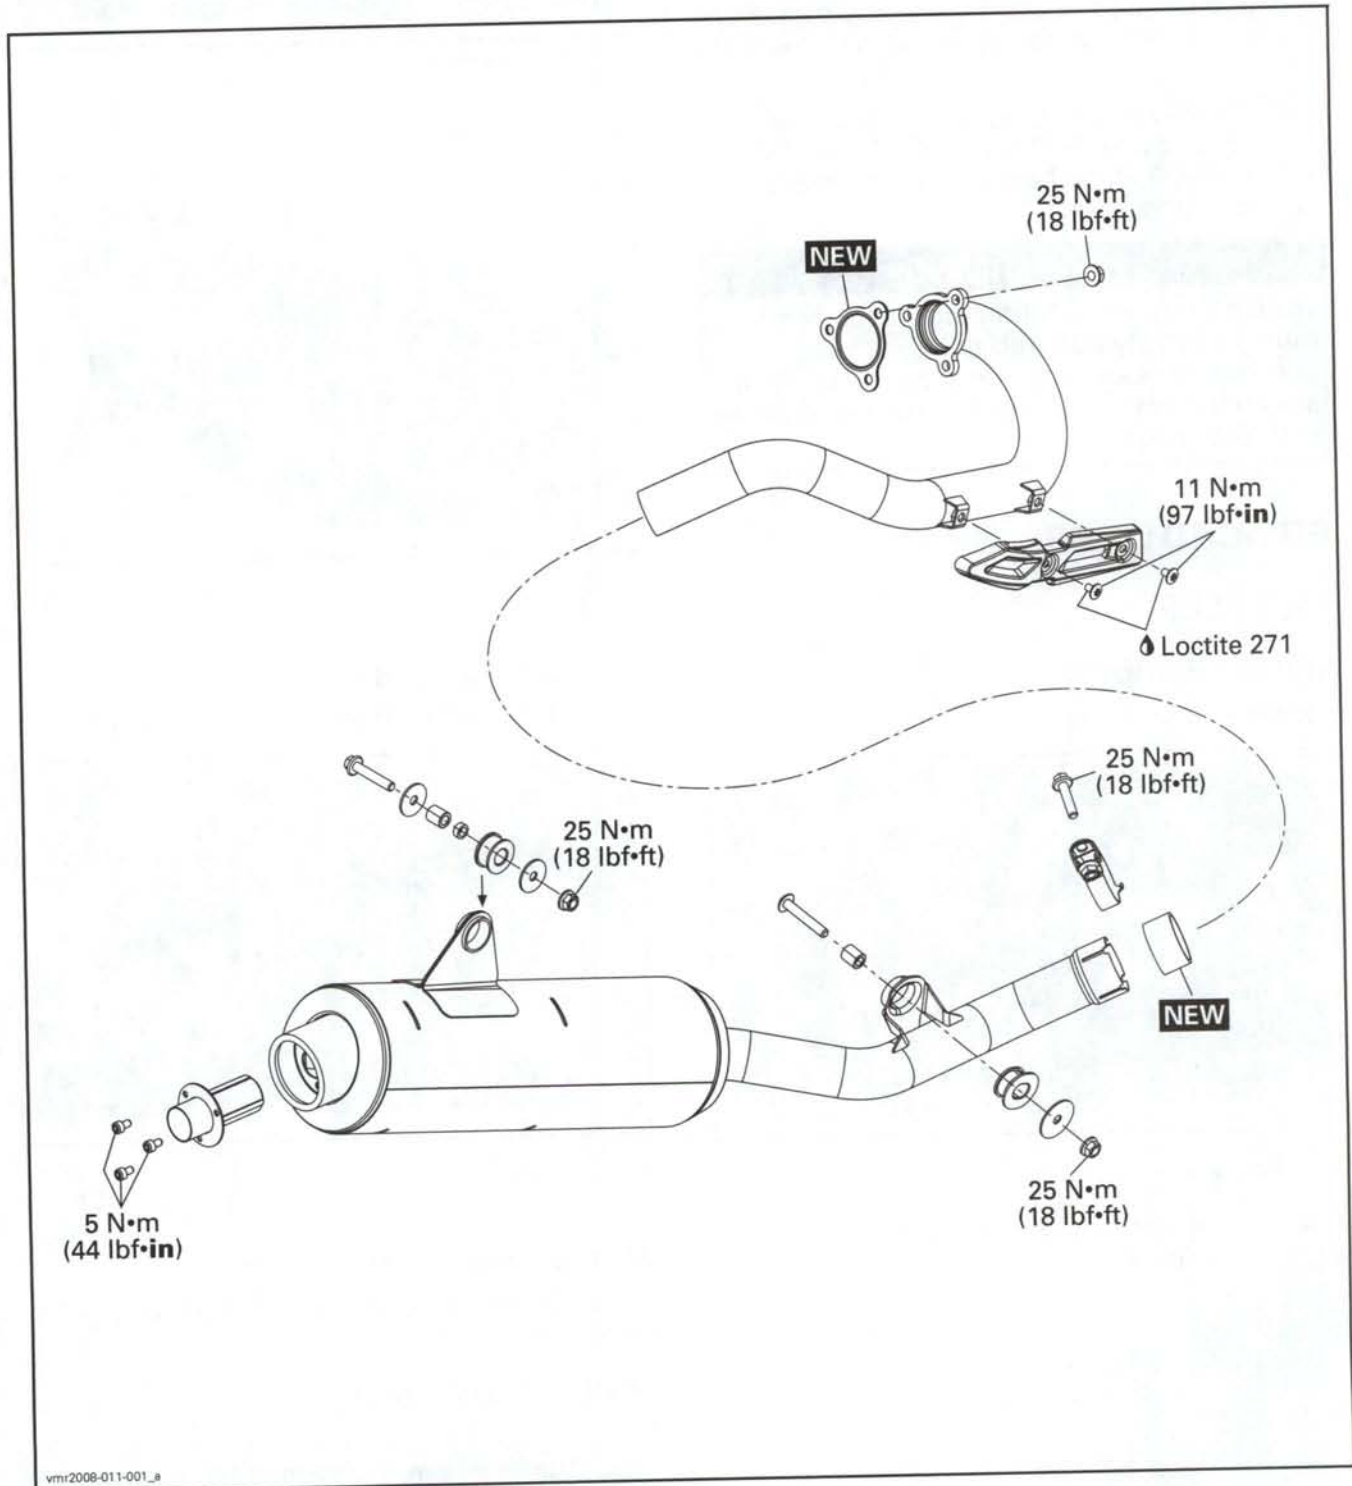 25 N•m
(18 lbf•ft)
NEW
11 N•m
(97 lbf•in)
Loctite 271
25 N•m
(18 lbf•ft)
25 N•m
(18 lbf•ft)
NEW
25 N•m
(18 lbf•ft)
5 N•m
(44 lbf•in)
vmr2008-011-001_a